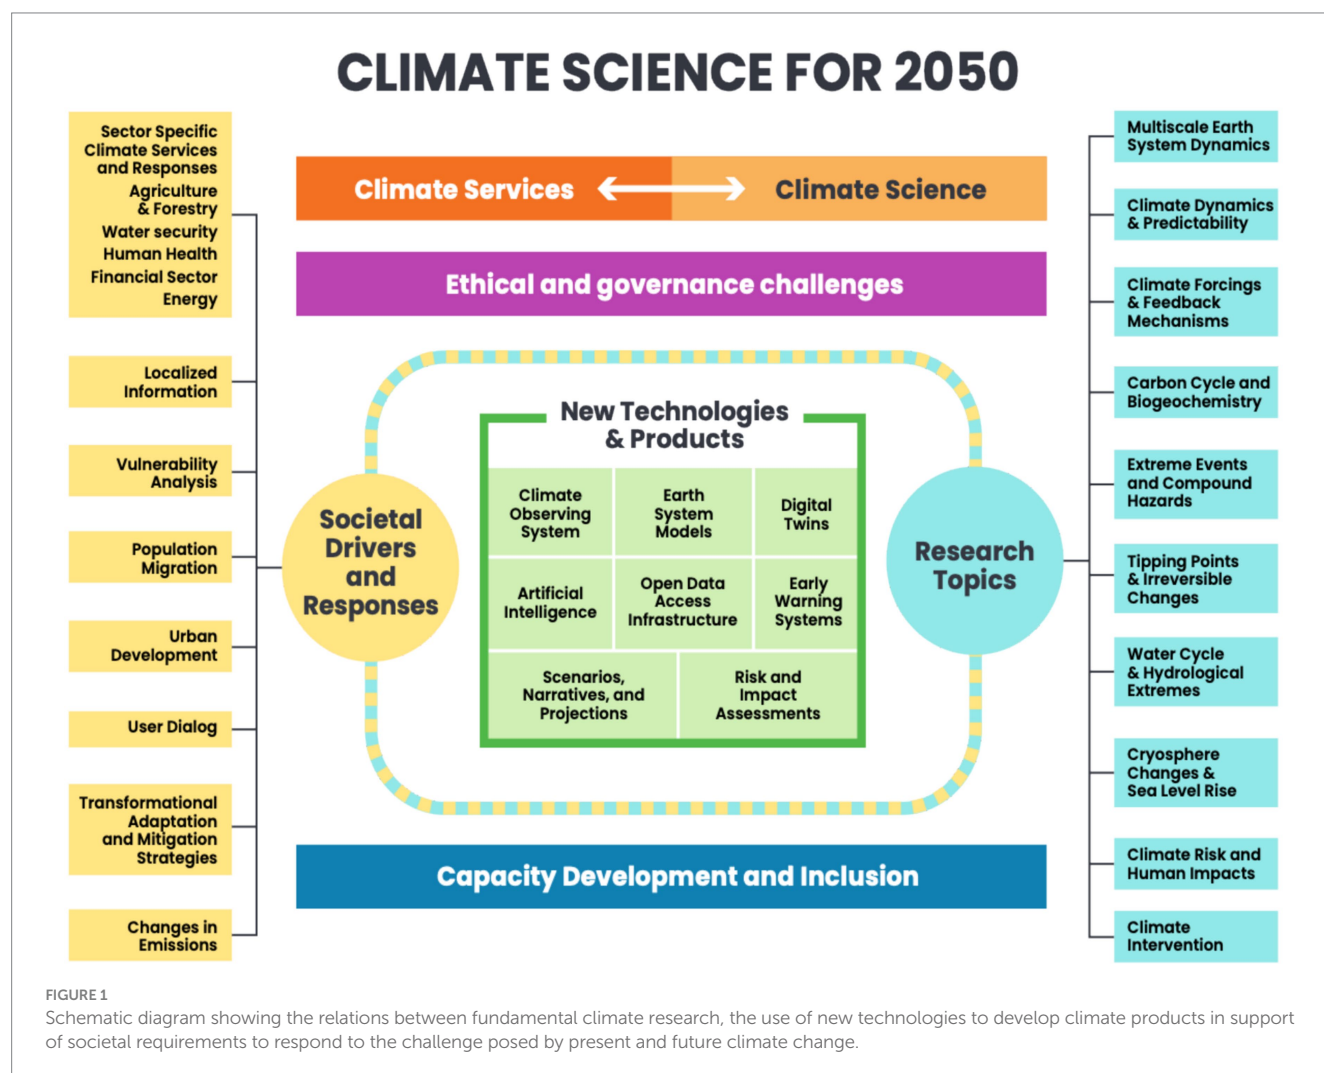 CLIMATE SCIENCE FOR 2050
Sector Specific
Climate Services
and Responses
Agriculture
& Forestry
Water security
Human Health
Financial Sector
Energy
Localized
Information
Vulnerability
Analysis
Population
Migration
Urban
Development
User Dialog
Transformational
Adaptation
and Mitigation
Strategies
Changes in
Emissions
Climate Services
Climate Science
Ethical and governance challenges
Societal
Drivers
and
Responses
New Technologies
& Products
Climate
Observing
System
Earth
System
Models
Digital
Twins
Artificial
Intelligence
Open Data
Access
Infrastructure
Early
Warning
Systems
Scenarios,
Narratives, and
Projections
Risk and
Impact
Assessments
Research
Topics
Capacity Development and Inclusion
Multiscale Earth
System Dynamics
Climate Dynamics
& Predictability
Climate Forcings
& Feedback
Mechanisms
Carbon Cycle and
Biogeochemistry
Extreme Events
and Compound
Hazards
Tipping Points
& Irreversible
Changes
Water Cycle
& Hydrological
Extremes
Cryosphere
Changes &
Sea Level Rise
Climate Risk and
Human Impacts
Climate
Intervention
FIGURE 1
Schematic diagram showing the relations between fundamental climate research, the use of new technologies to develop climate products in support
of societal requirements to respond to the challenge posed by present and future climate change.